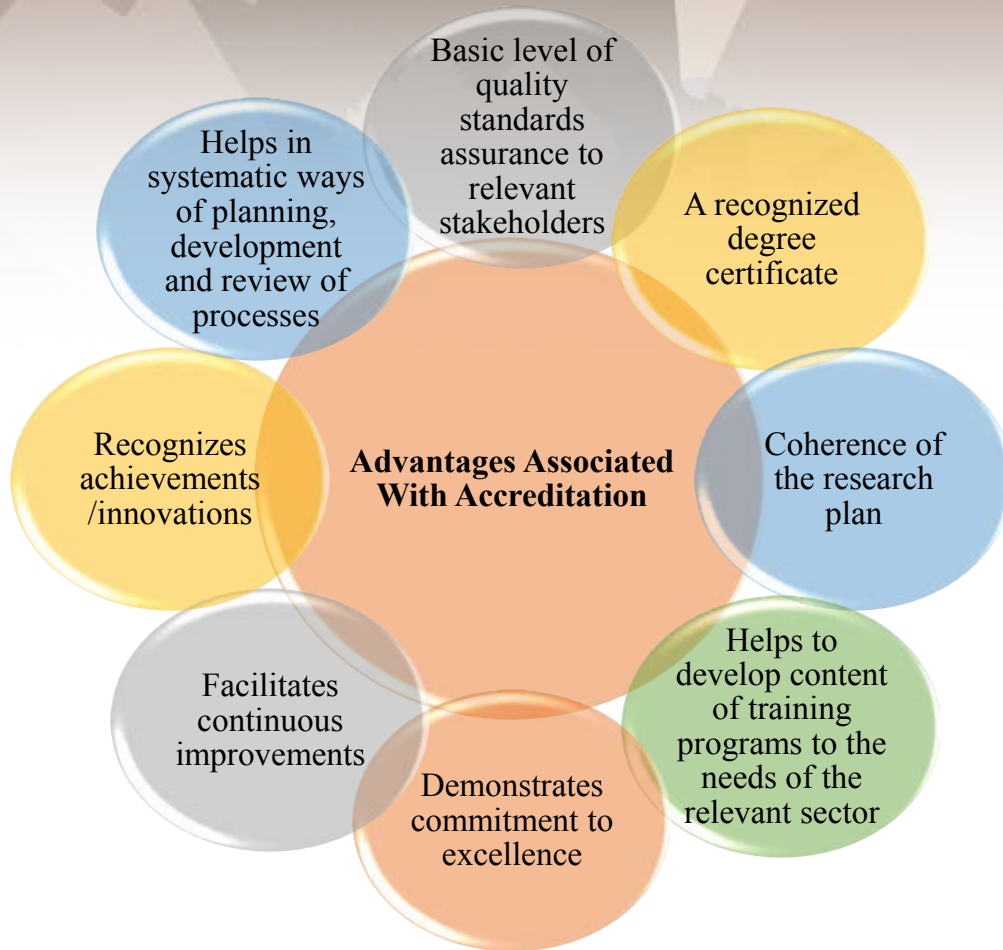 Basic level of
quality
standards
assurance to
relevant
stakeholders
A recognized
degree
certificate
Coherence of
the research
plan
Helps to
develop content
of training
programs to the
needs of the
relevant sector
Demonstrates
commitment to
excellence
Facilitates
continuous
improvements
Recognizes
achievements
/innovations
Helps in
systematic ways
of planning,
development
and review of
processes
Advantages Associated
With Accreditation